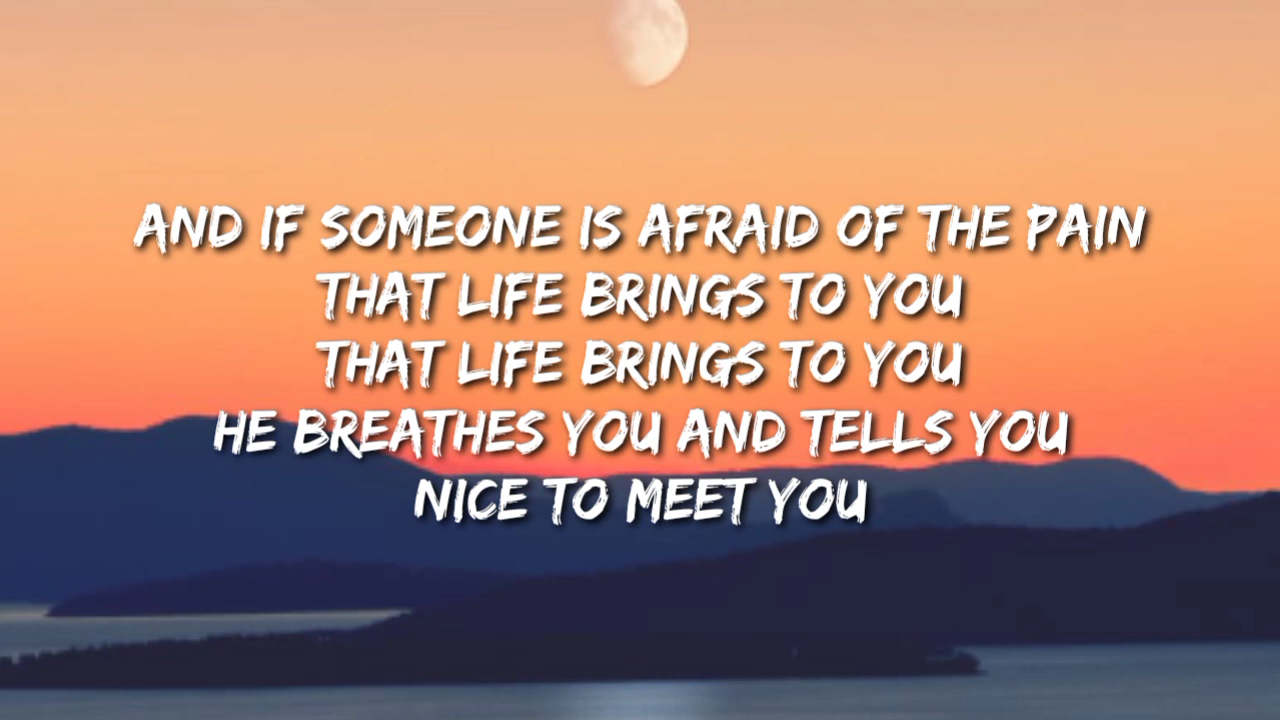 AND IF SOMEONE IS AFRAID OF THE PAIN
THAT LIFE BRINGS TO YOU
THAT LIFE BRINGS TO YOU
HE BREATHES YOU AND TELLS YOU
NICE TO MEET YOU